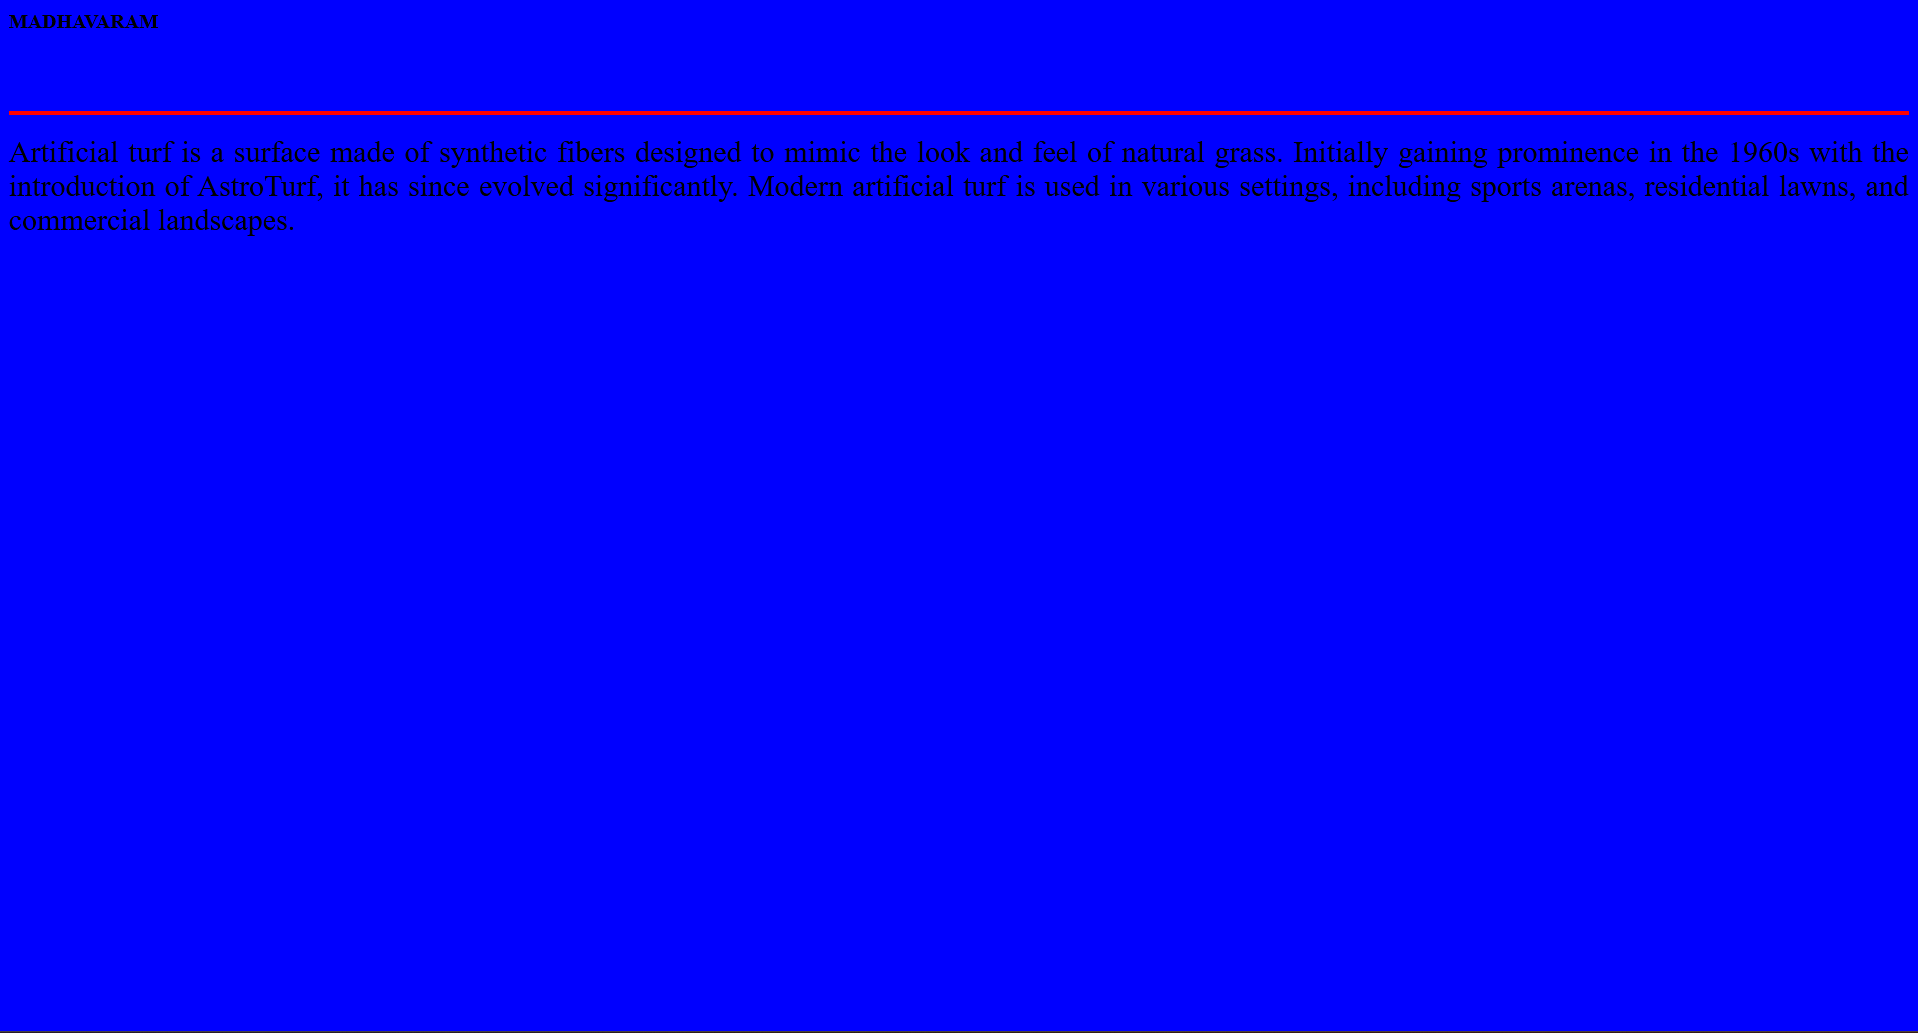 MADHAVARAM
Artificial turf is a surface made of synthetic fibers designed to mimic the look and feel of natural grass. Initially gaining prominence in the 1960s with the
introduction of AstroTurf, it has since evolved significantly. Modern artificial turf is used in various settings, including sports arenas, residential lawns, and
commercial landscapes.